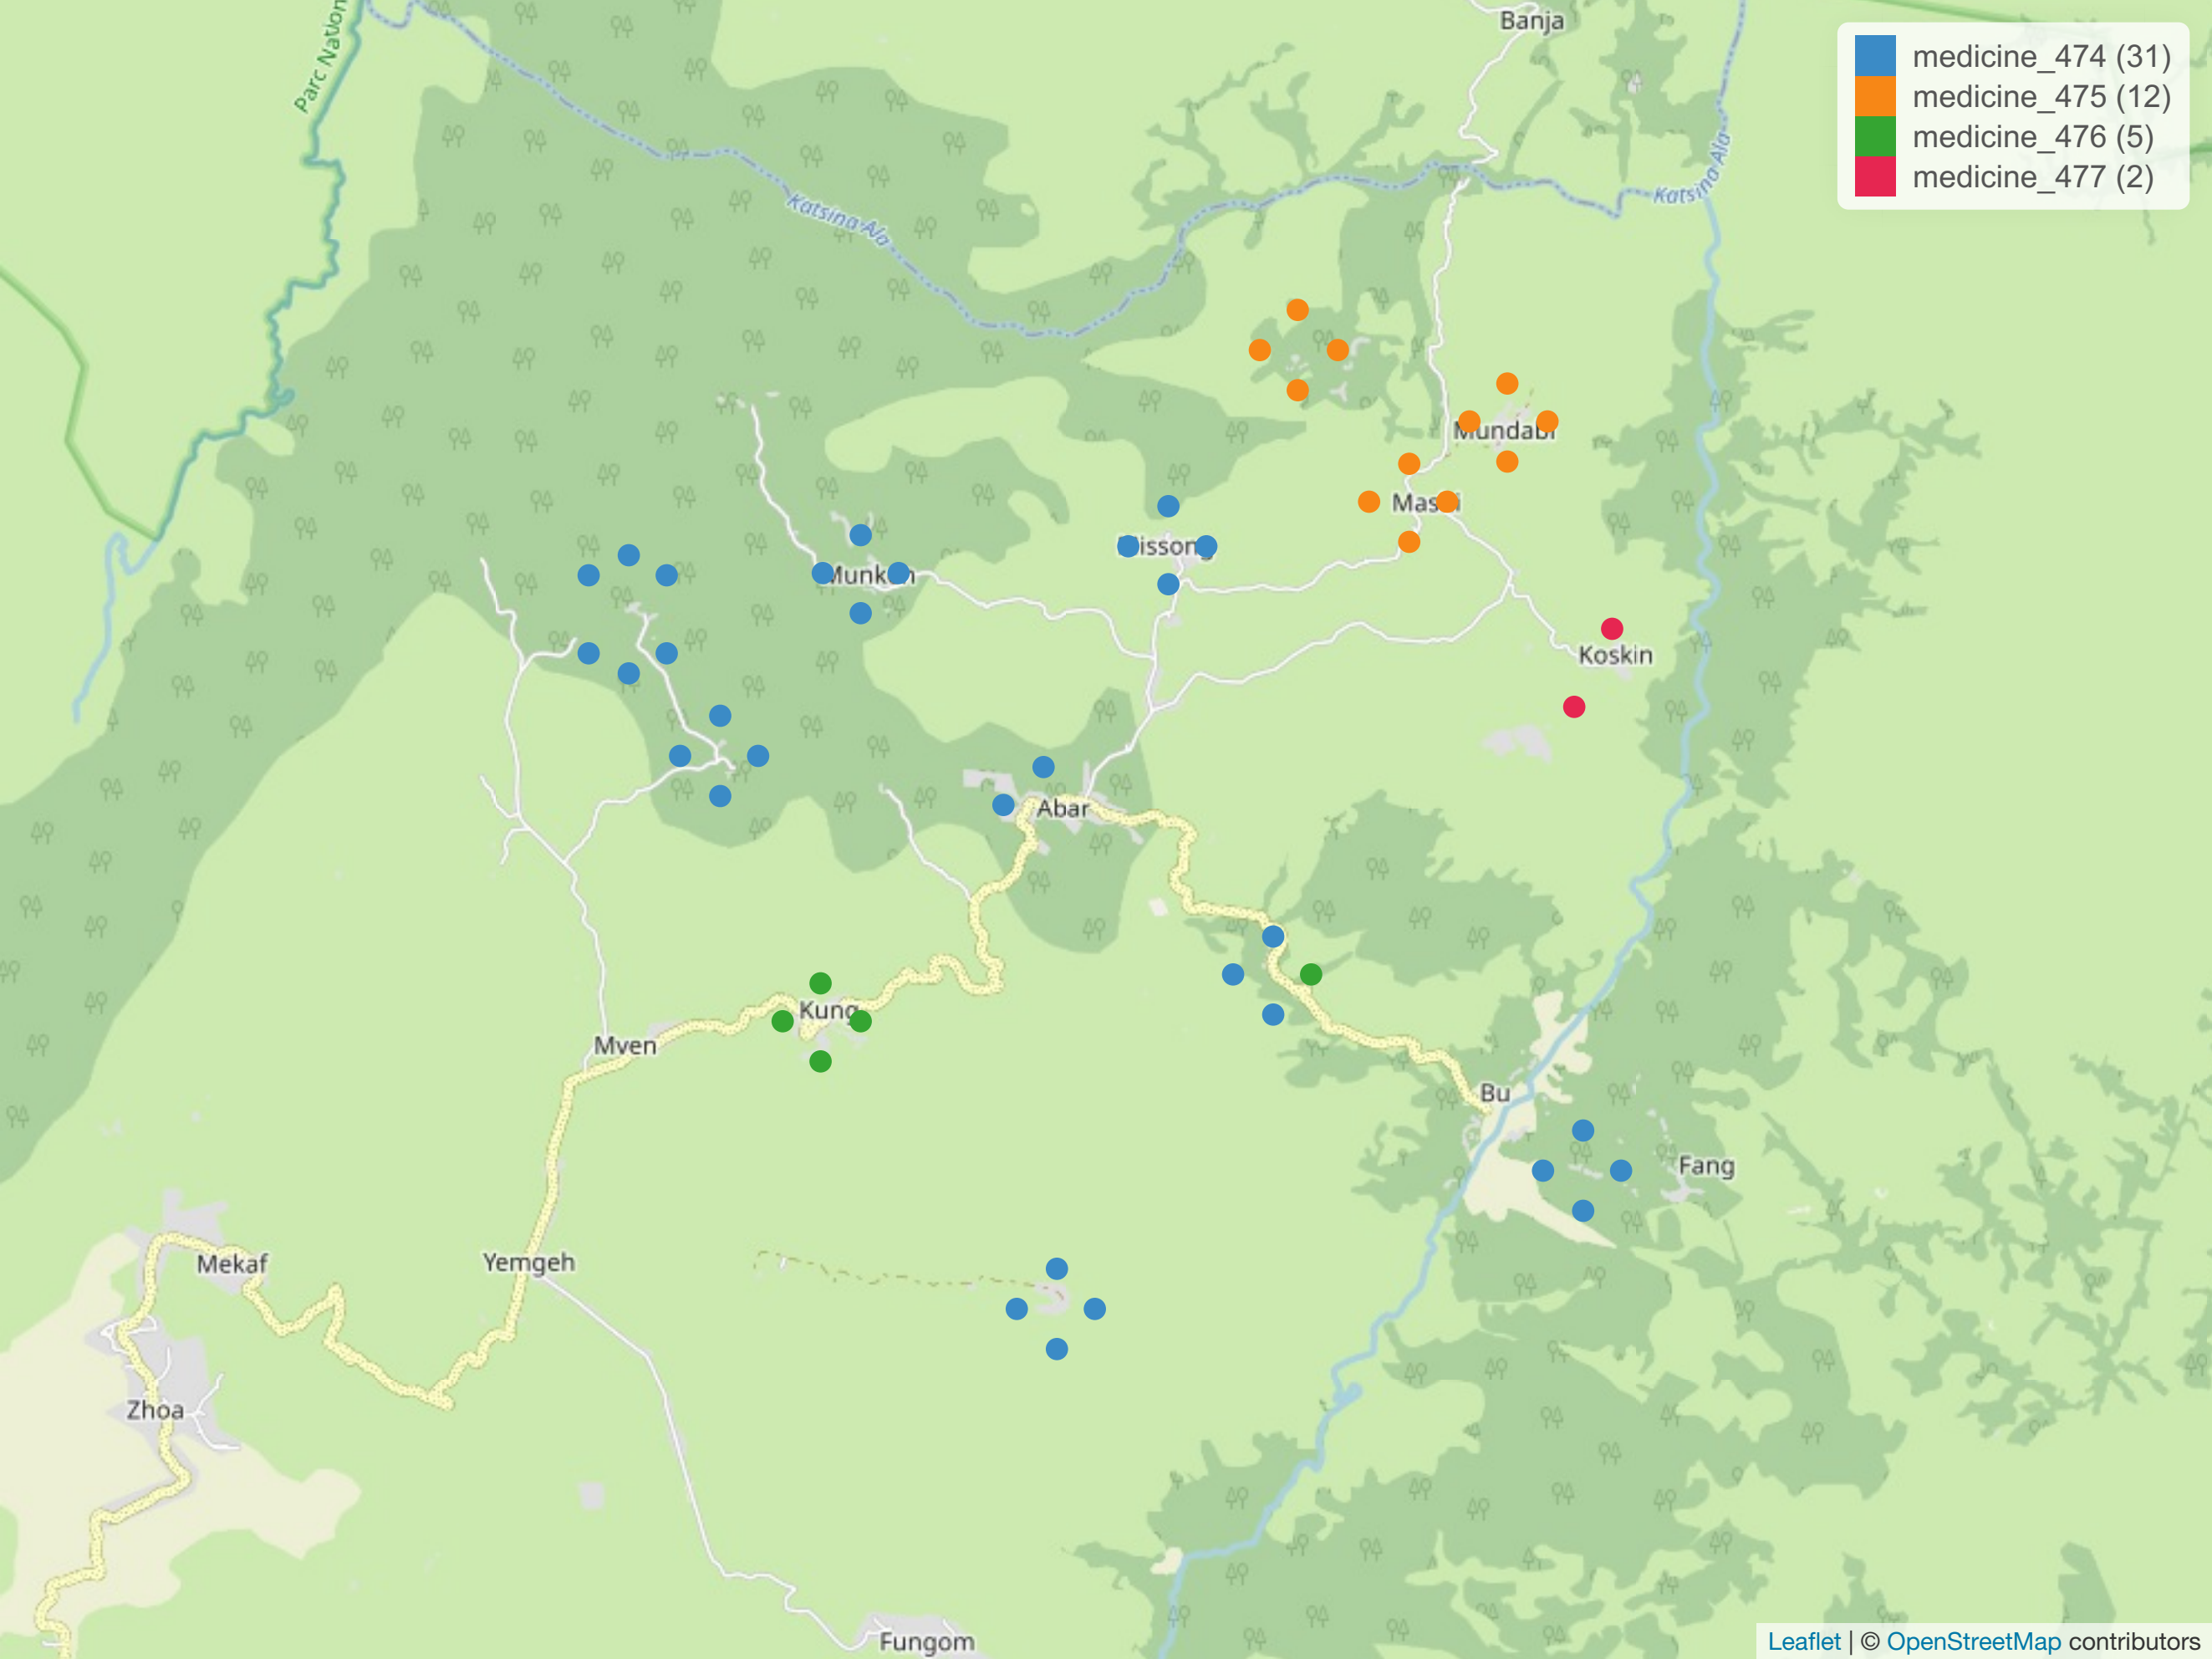 Banja
Parc Nation
medicine_474 (31)
medicine_475 (12)
medicine_476 (5)
medicine_477 (2)
Katsina Ala
Katsina-Ala
Mundabi
Koskin
Abar
Kung
Mven
Bu
Fang
Mekaf
Yemgeh
Zhoa
Fungom
Leaflet | © OpenStreetMap contributors